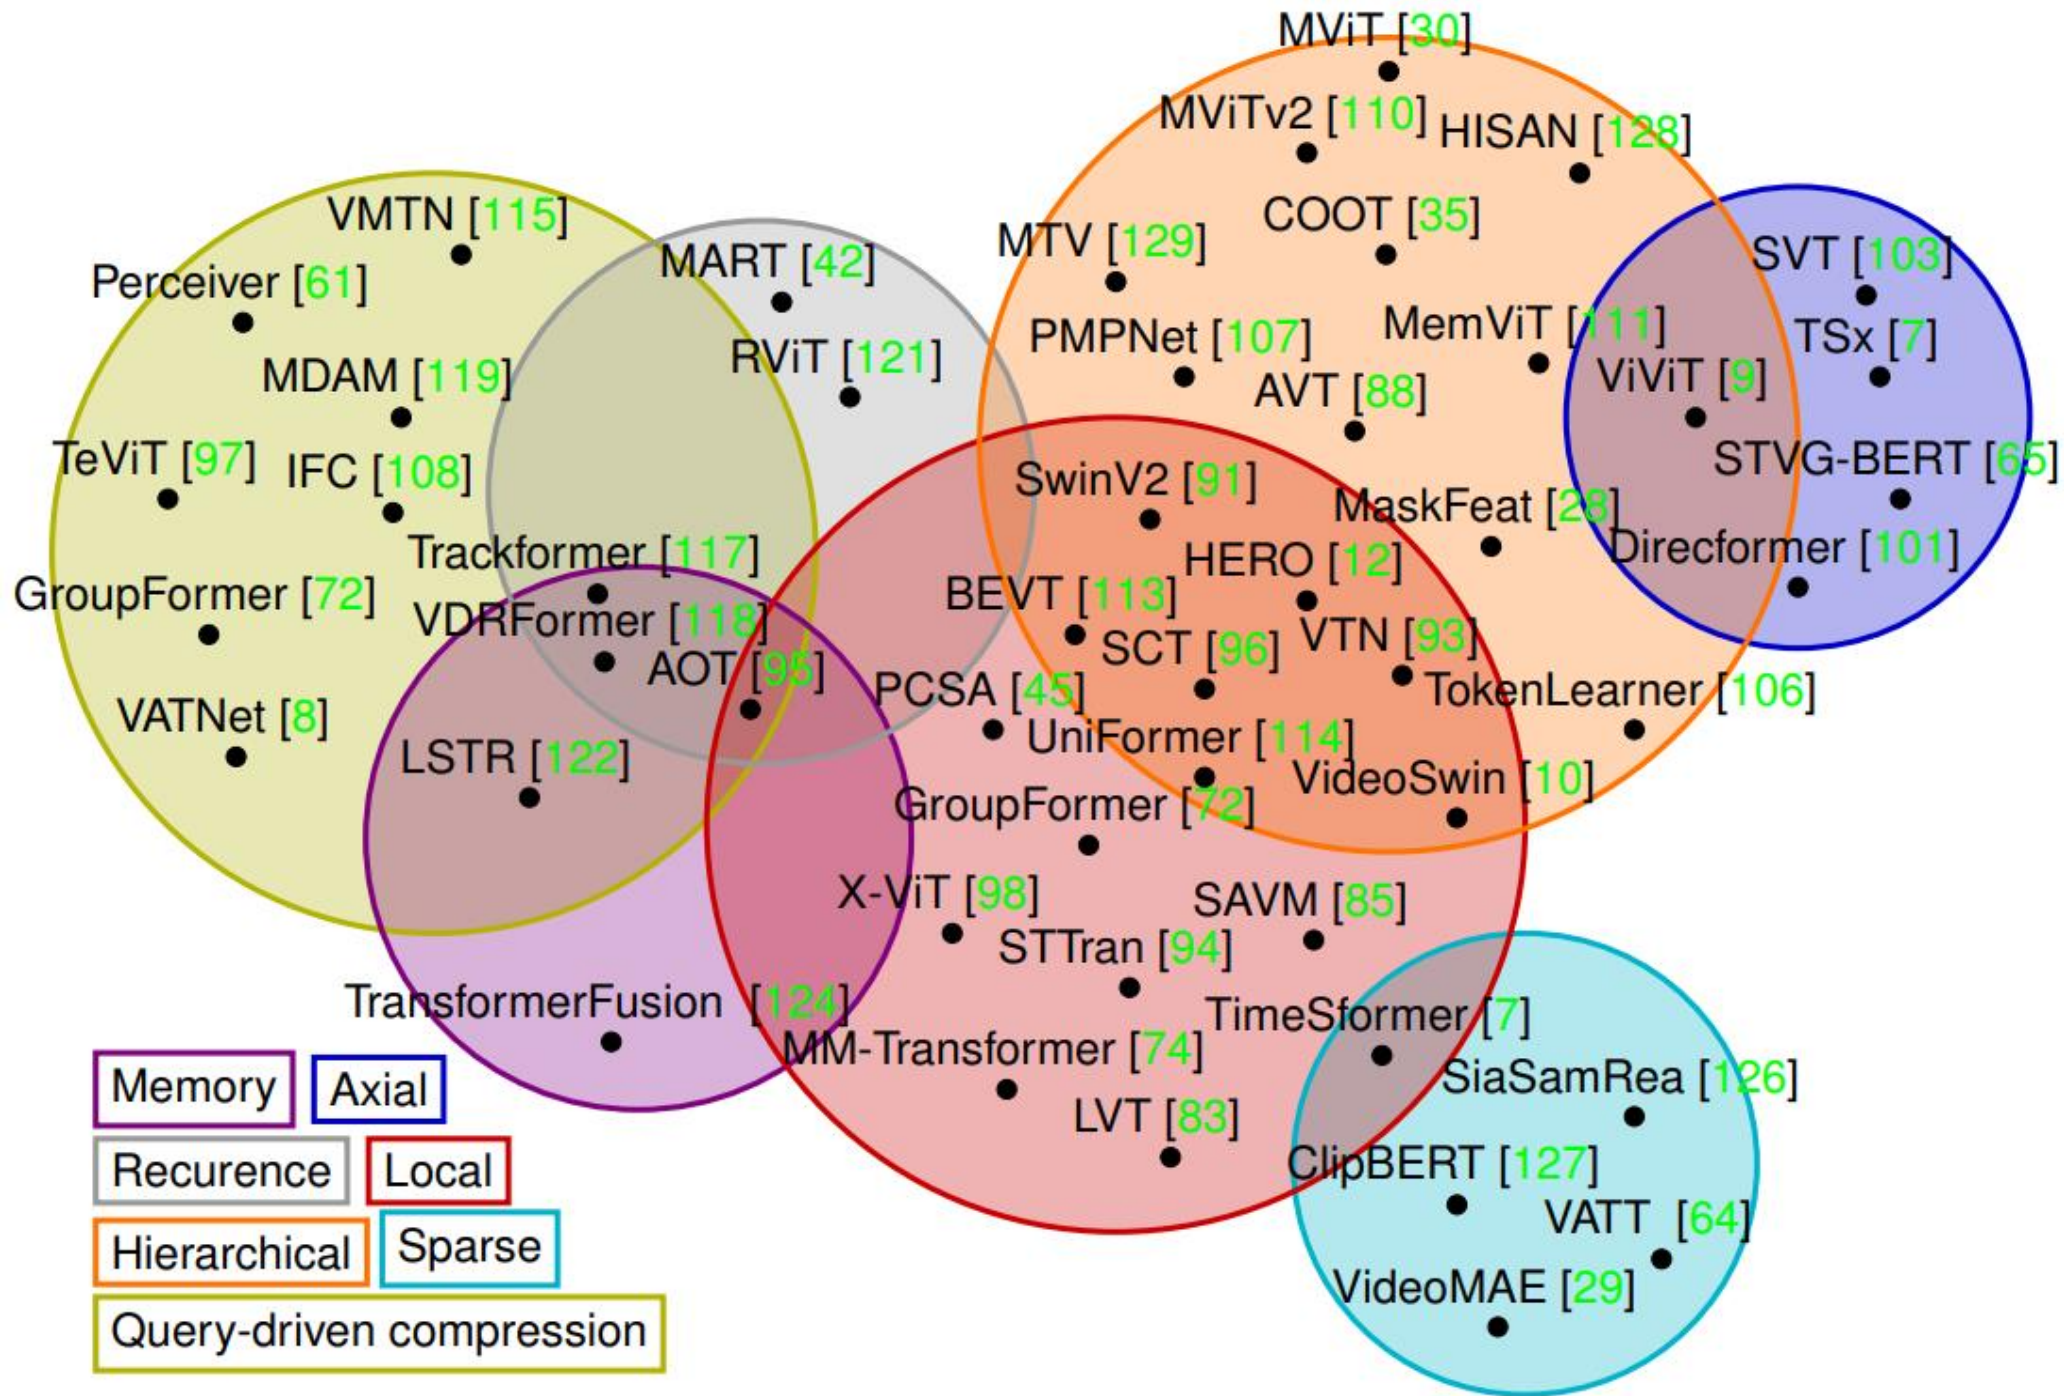 MViT [30]
MViTv2 [110]
HISAN [128]
VMTN [115]
COOT [35]
MTV [129]
SVT [103]
MART [42]
Perceiver [61]
PMPNet [107]
MemViT [111]
TSx [7]
RViT [121]
MDAM [119]
AVT [88]
ViViT [9]
TeViT [97]
IFC [108]
SwinV2 [91]
STVG-BERT [65]
MaskFeat [28]
Trackformer [117]
HERO [12]
Direcformer [101]
GroupFormer [72]
VDRFormer [118]
BEVT [113]
SCT [96]
VTN [93]
AOT [95]
PCSA [45]
TokenLearner [106]
VATNet [8]
UniFormer [114]
LSTR [122]
VideoSwin [10]
GroupFormer [72]
X-ViT [98]
SAVM [85]
STTran [94]
TransformerFusion [124]
TimeSformer [7]
MM-Transformer [74]
SiaSamRea [126]
LVT [83]
ClipBERT [127]
VATT [64]
VideoMAE [29]
Memory
Axial
Recurence
Local
Hierarchical
Sparse
Query-driven compression